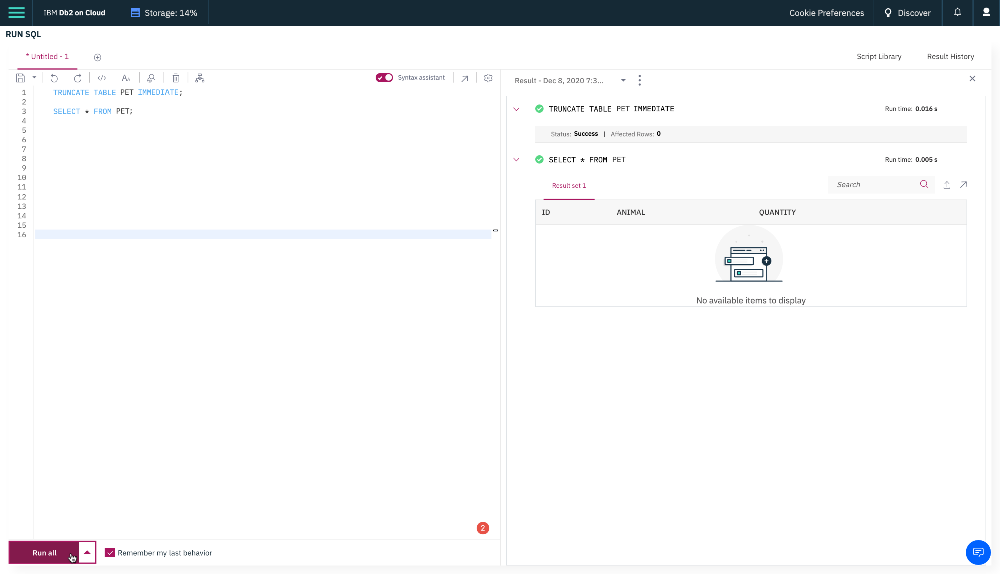 IBM Db2 on Cloud
Storage: 14%
Cookie Preferences
Discover
RUN SQL
* Untitled - 1
Script Library
Result History
Syntax assistant
Result - Dec 8, 2020 7:3...
1 TRUNCATE TABLE PET IMMEDIATE;
2
3 SELECT * FROM PET;
4
5
6
7
8
9
10
11
12
13
14
15
16
2
Run all
Remember my last behavior
TRUNCATE TABLE PET IMMEDIATE
Run time: 0.016 s
Status: Success | Affected Rows: 0
SELECT * FROM PET
Run time: 0.005 s
Result set 1
Search
ID ANIMAL QUANTITY
No available items to display